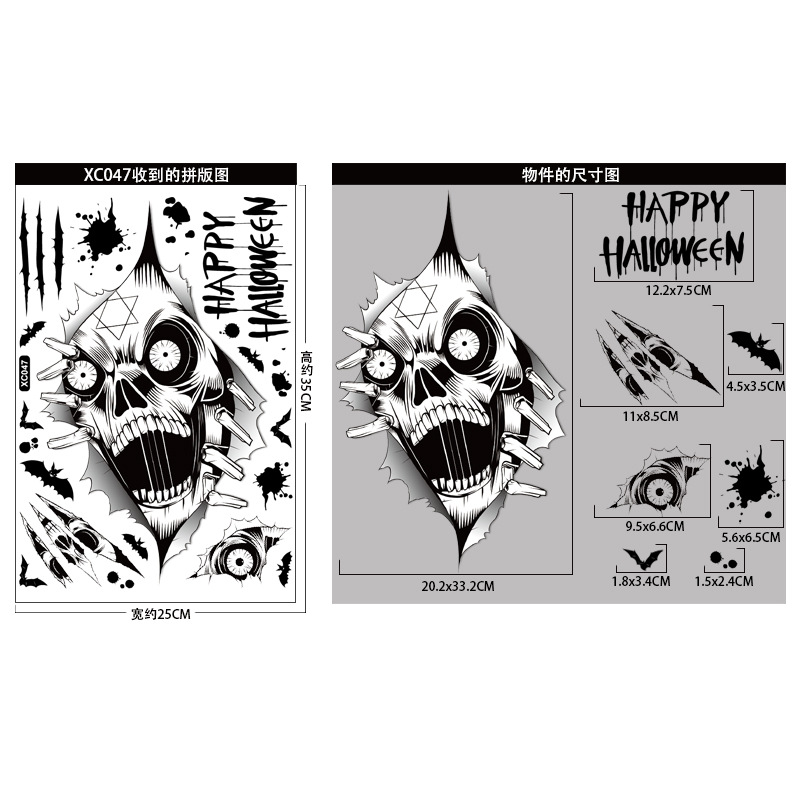 XC047收到的拼版图
HAPPY
HALLOWEEN
XC047
高约35CM
宽约25CM
物件的尺寸图
HAPPY
HALLOWEEN
12.2x7.5CM
4.5x3.5CM
11x8.5CM
9.5x6.6CM
5.6x6.5CM
1.8x3.4CM
1.5x2.4CM
20.2x33.2CM